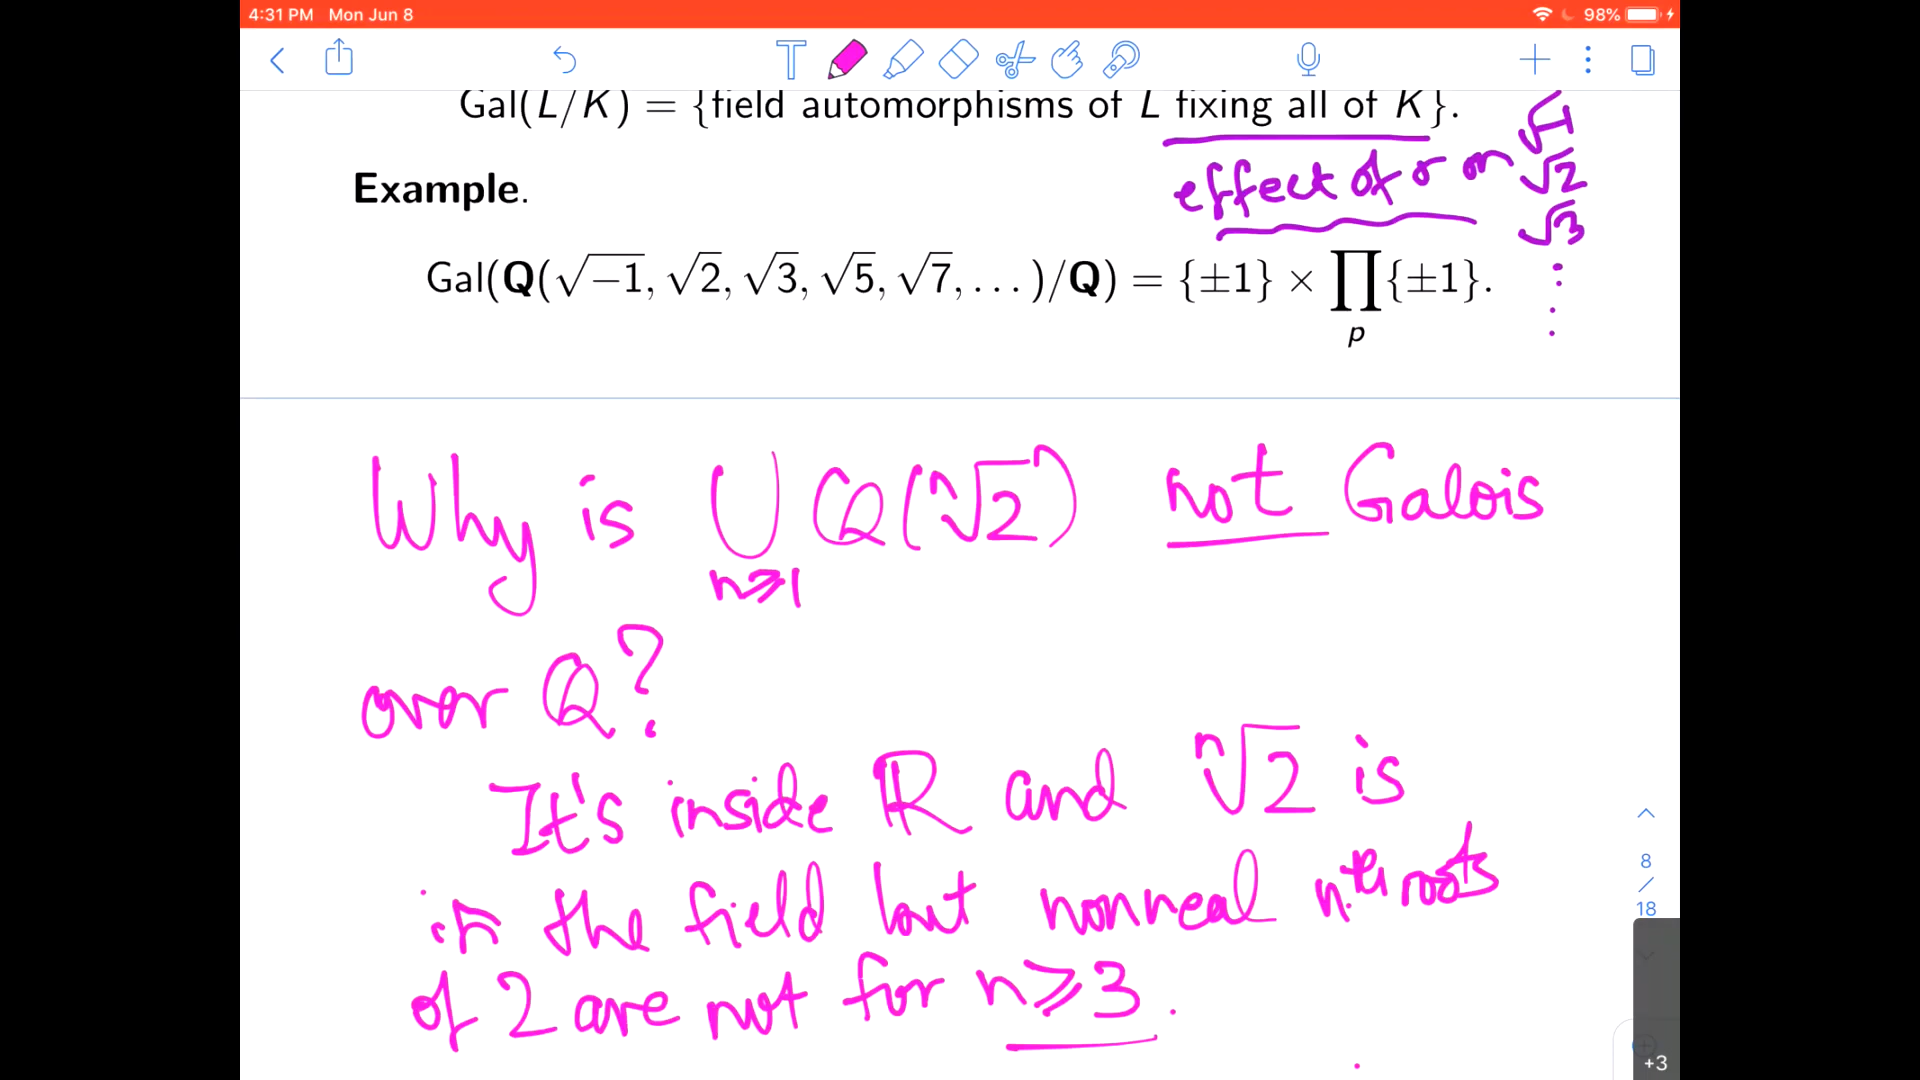 4:31 PM Mon Jun 8 98%
Gal(L/K) = {field automorphisms of L fixing all of K}.
effect of σ on √-1
√2
√3
Example.
Gal(Q(√−1, √2, √3, √5, √7, . . . )/Q) = {±1} × ∏ₚ{±1}.
Why is ⋃ Q(ⁿ√2) not Galois
n⩾1
over Q?
It's inside ℝ and ⁿ√2 is
in the field but nonreal nth roots
of 2 are not for n⩾3.
8
/
18
+3